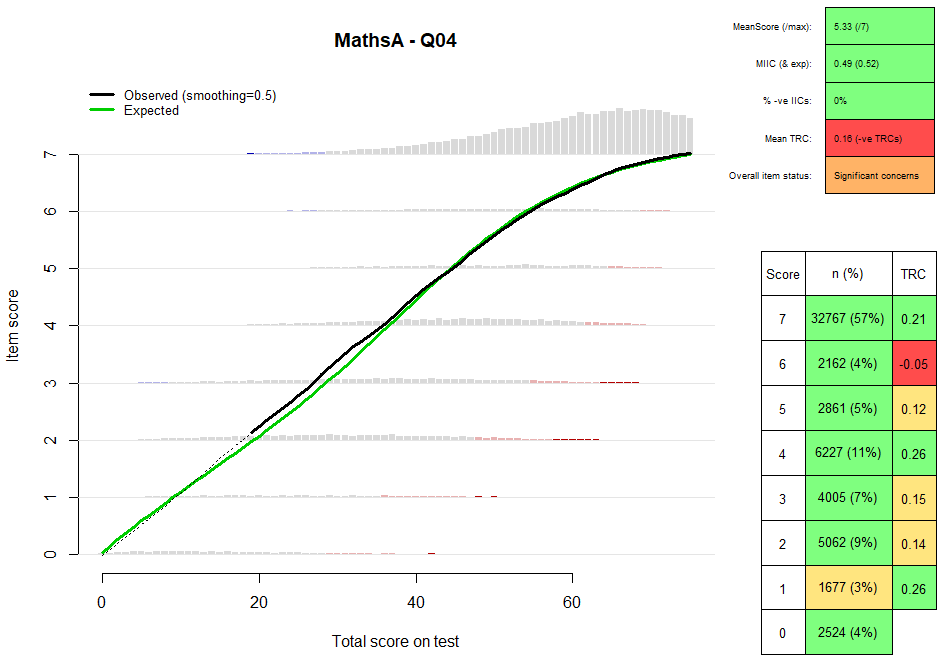 MathsA - Q04
Observed (smoothing=0.5)
Expected
7
6
5
4
3
2
1
0
Item score
0 20 40 60
Total score on test
MeanScore (/max): 5.33 (/7)
MIIC (& exp): 0.49 (0.52)
% -ve IICs: 0%
Mean TRC: 0.16 (-ve TRCs)
Overall item status: Significant concerns
Score n (%) TRC
7 32767 (57%) 0.21
6 2162 (4%) -0.05
5 2861 (5%) 0.12
4 6227 (11%) 0.26
3 4005 (7%) 0.15
2 5062 (9%) 0.14
1 1677 (3%) 0.26
0 2524 (4%)